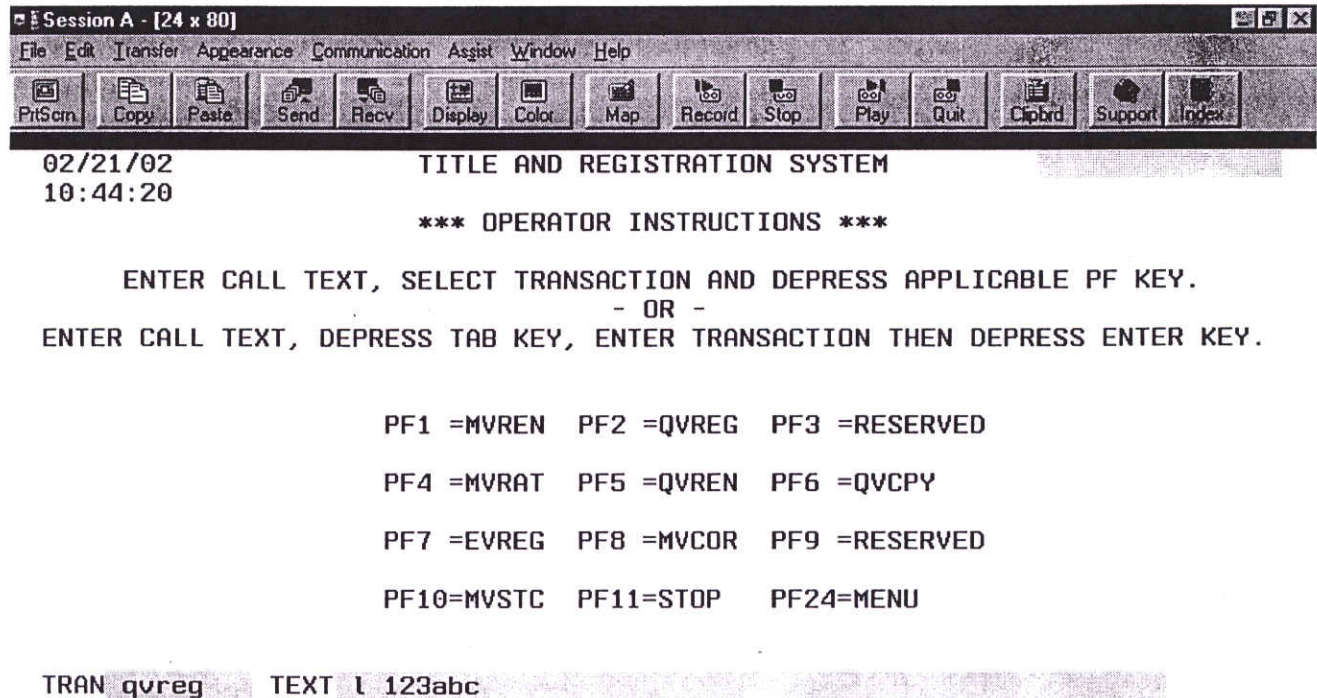 Session A - [24 x 80]
File Edit Transfer Appearance Communication Assist Window Help
PrtScrn Copy Paste Send Recv Display Color Map Record Stop Play Quit Clipbrd Support Index
02/21/02 TITLE AND REGISTRATION SYSTEM
10:44:20
*** OPERATOR INSTRUCTIONS ***
ENTER CALL TEXT, SELECT TRANSACTION AND DEPRESS APPLICABLE PF KEY.
- OR -
ENTER CALL TEXT, DEPRESS TAB KEY, ENTER TRANSACTION THEN DEPRESS ENTER KEY.
PF1 =MVREN PF2 =QVREG PF3 =RESERVED
PF4 =MVRAT PF5 =QVREN PF6 =QVCPY
PF7 =EVREG PF8 =MVCOR PF9 =RESERVED
PF10=MVSTC PF11=STOP PF24=MENU
TRAN qvreg TEXT l 123abc